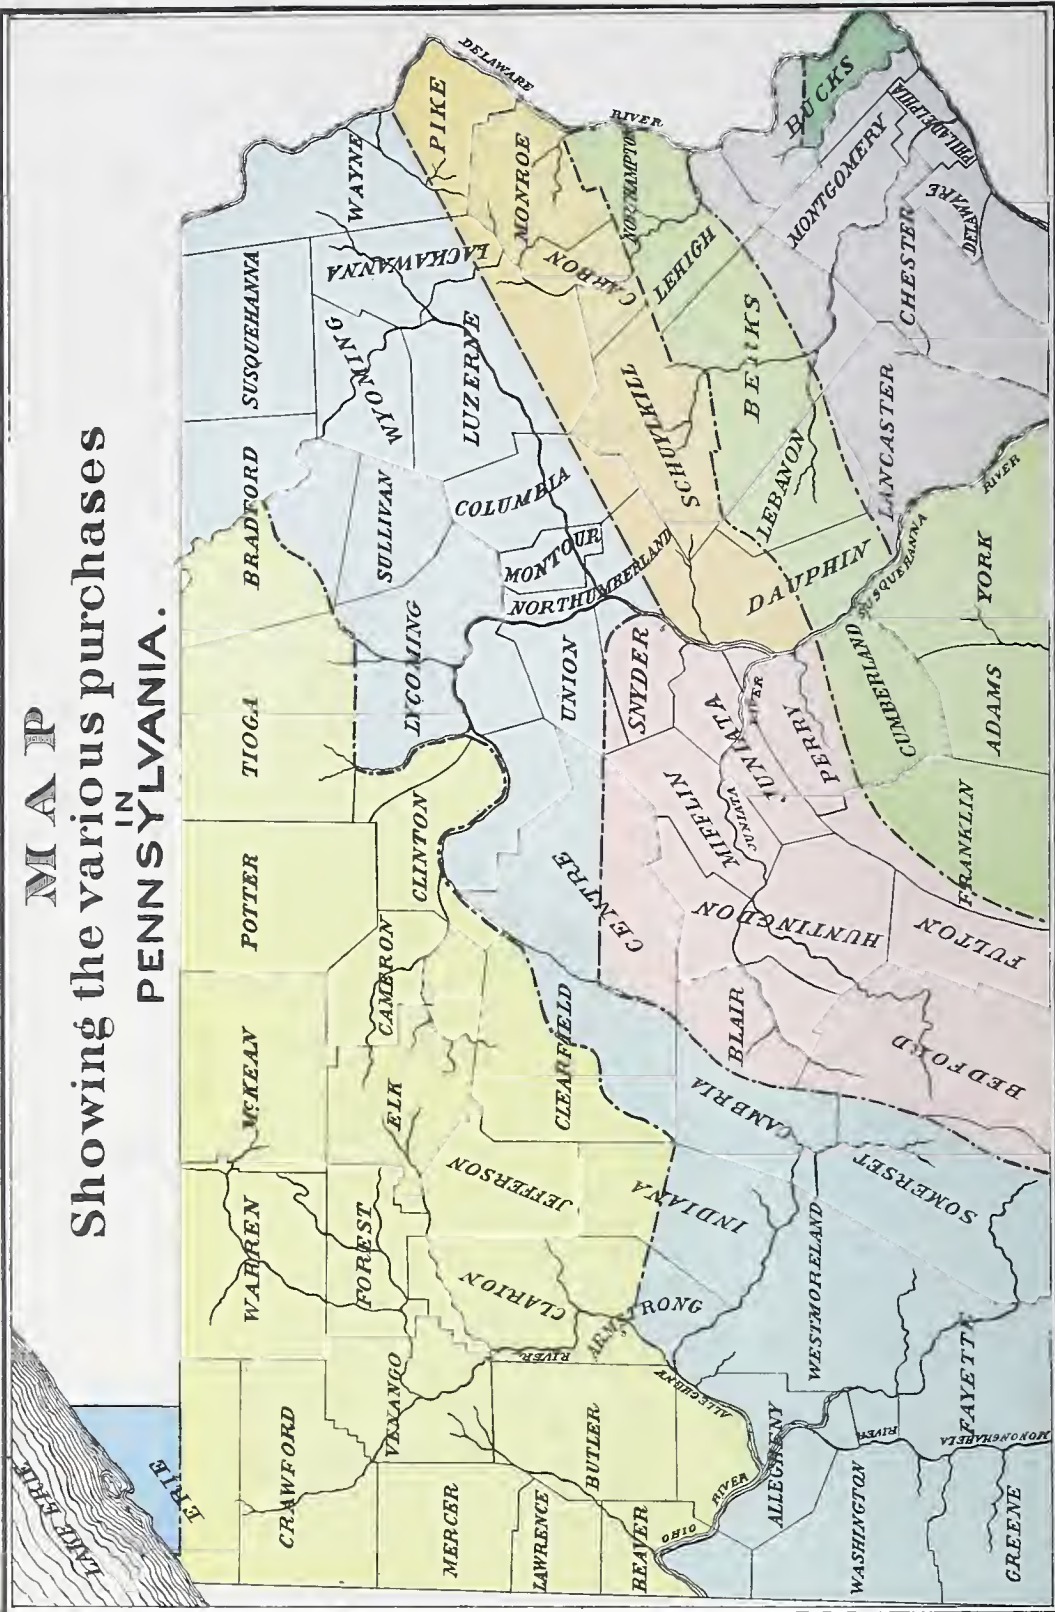 MAP
Showing the various purchases
IN
PENNSYLVANIA.
LAKE ERIE
ERIE
CRAWFORD
WARREN
McKEAN
POTTER
TIOGA
BRADFORD
SUSQUEHANNA
WAYNE
PIKE
DELAWARE
RIVER
MERCER
VENANGO
FOREST
ELK
CAMERON
CLINTON
LYCOMING
SULLIVAN
WYOMING
LACKAWANNA
LUZERNE
MONROE
CARBON
NORTHAMPTON
LAWRENCE
BUTLER
CLARION
JEFFERSON
CLEARFIELD
CENTRE
UNION
COLUMBIA
MONTOUR
NORTHUMBERLAND
SCHUYLKILL
LEHIGH
BUCKS
BEAVER
OHIO
RIVER
ALLEGHENY
RIVER
ARMSTRONG
INDIANA
CAMBRIA
BLAIR
HUNTINGDON
MIFFLIN
SNYDER
JUNIATA
JUNIATA
RIVER
PERRY
DAUPHIN
LEBANON
BERKS
MONTGOMERY
PHILADELPHIA
ALLEGHENY
WESTMORELAND
SOMERSET
BEDFORD
FULTON
FRANKLIN
CUMBERLAND
SUSQUEHANNA
RIVER
LANCASTER
CHESTER
DELAWARE
WASHINGTON
RIVER
MONONGAHELA
GREENE
FAYETTE
ADAMS
YORK